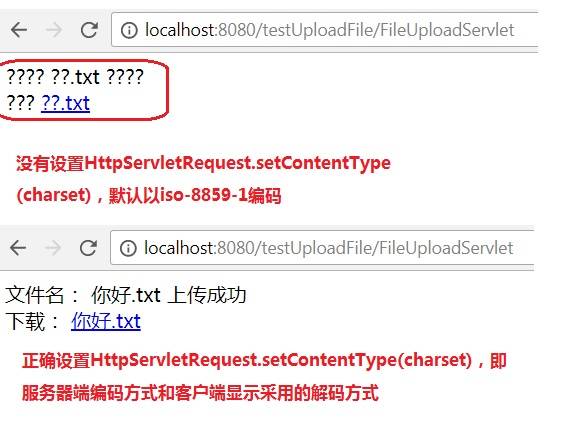 localhost:8080/testUploadFile/FileUploadServlet
???? ??.txt ????
??? ??.txt
没有设置HttpServletRequest.setContentType
(charset)，默认以iso-8859-1编码
localhost:8080/testUploadFile/FileUploadServlet
文件名： 你好.txt 上传成功
下载： 你好.txt
正确设置HttpServletRequest.setContentType(charset)，即
服务器端编码方式和客户端显示采用的解码方式